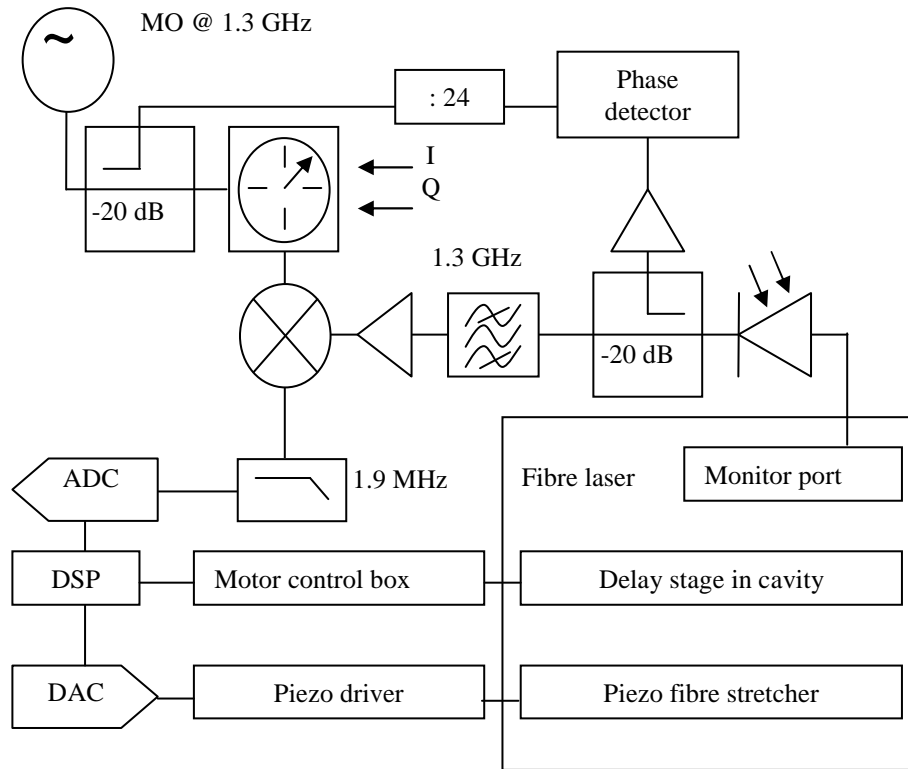 MO @ 1.3 GHz
~
: 24
Phase
detector
I
Q
-20 dB
1.3 GHz
-20 dB
ADC
1.9 MHz
Fibre laser
Monitor port
DSP
Motor control box
Delay stage in cavity
DAC
Piezo driver
Piezo fibre stretcher